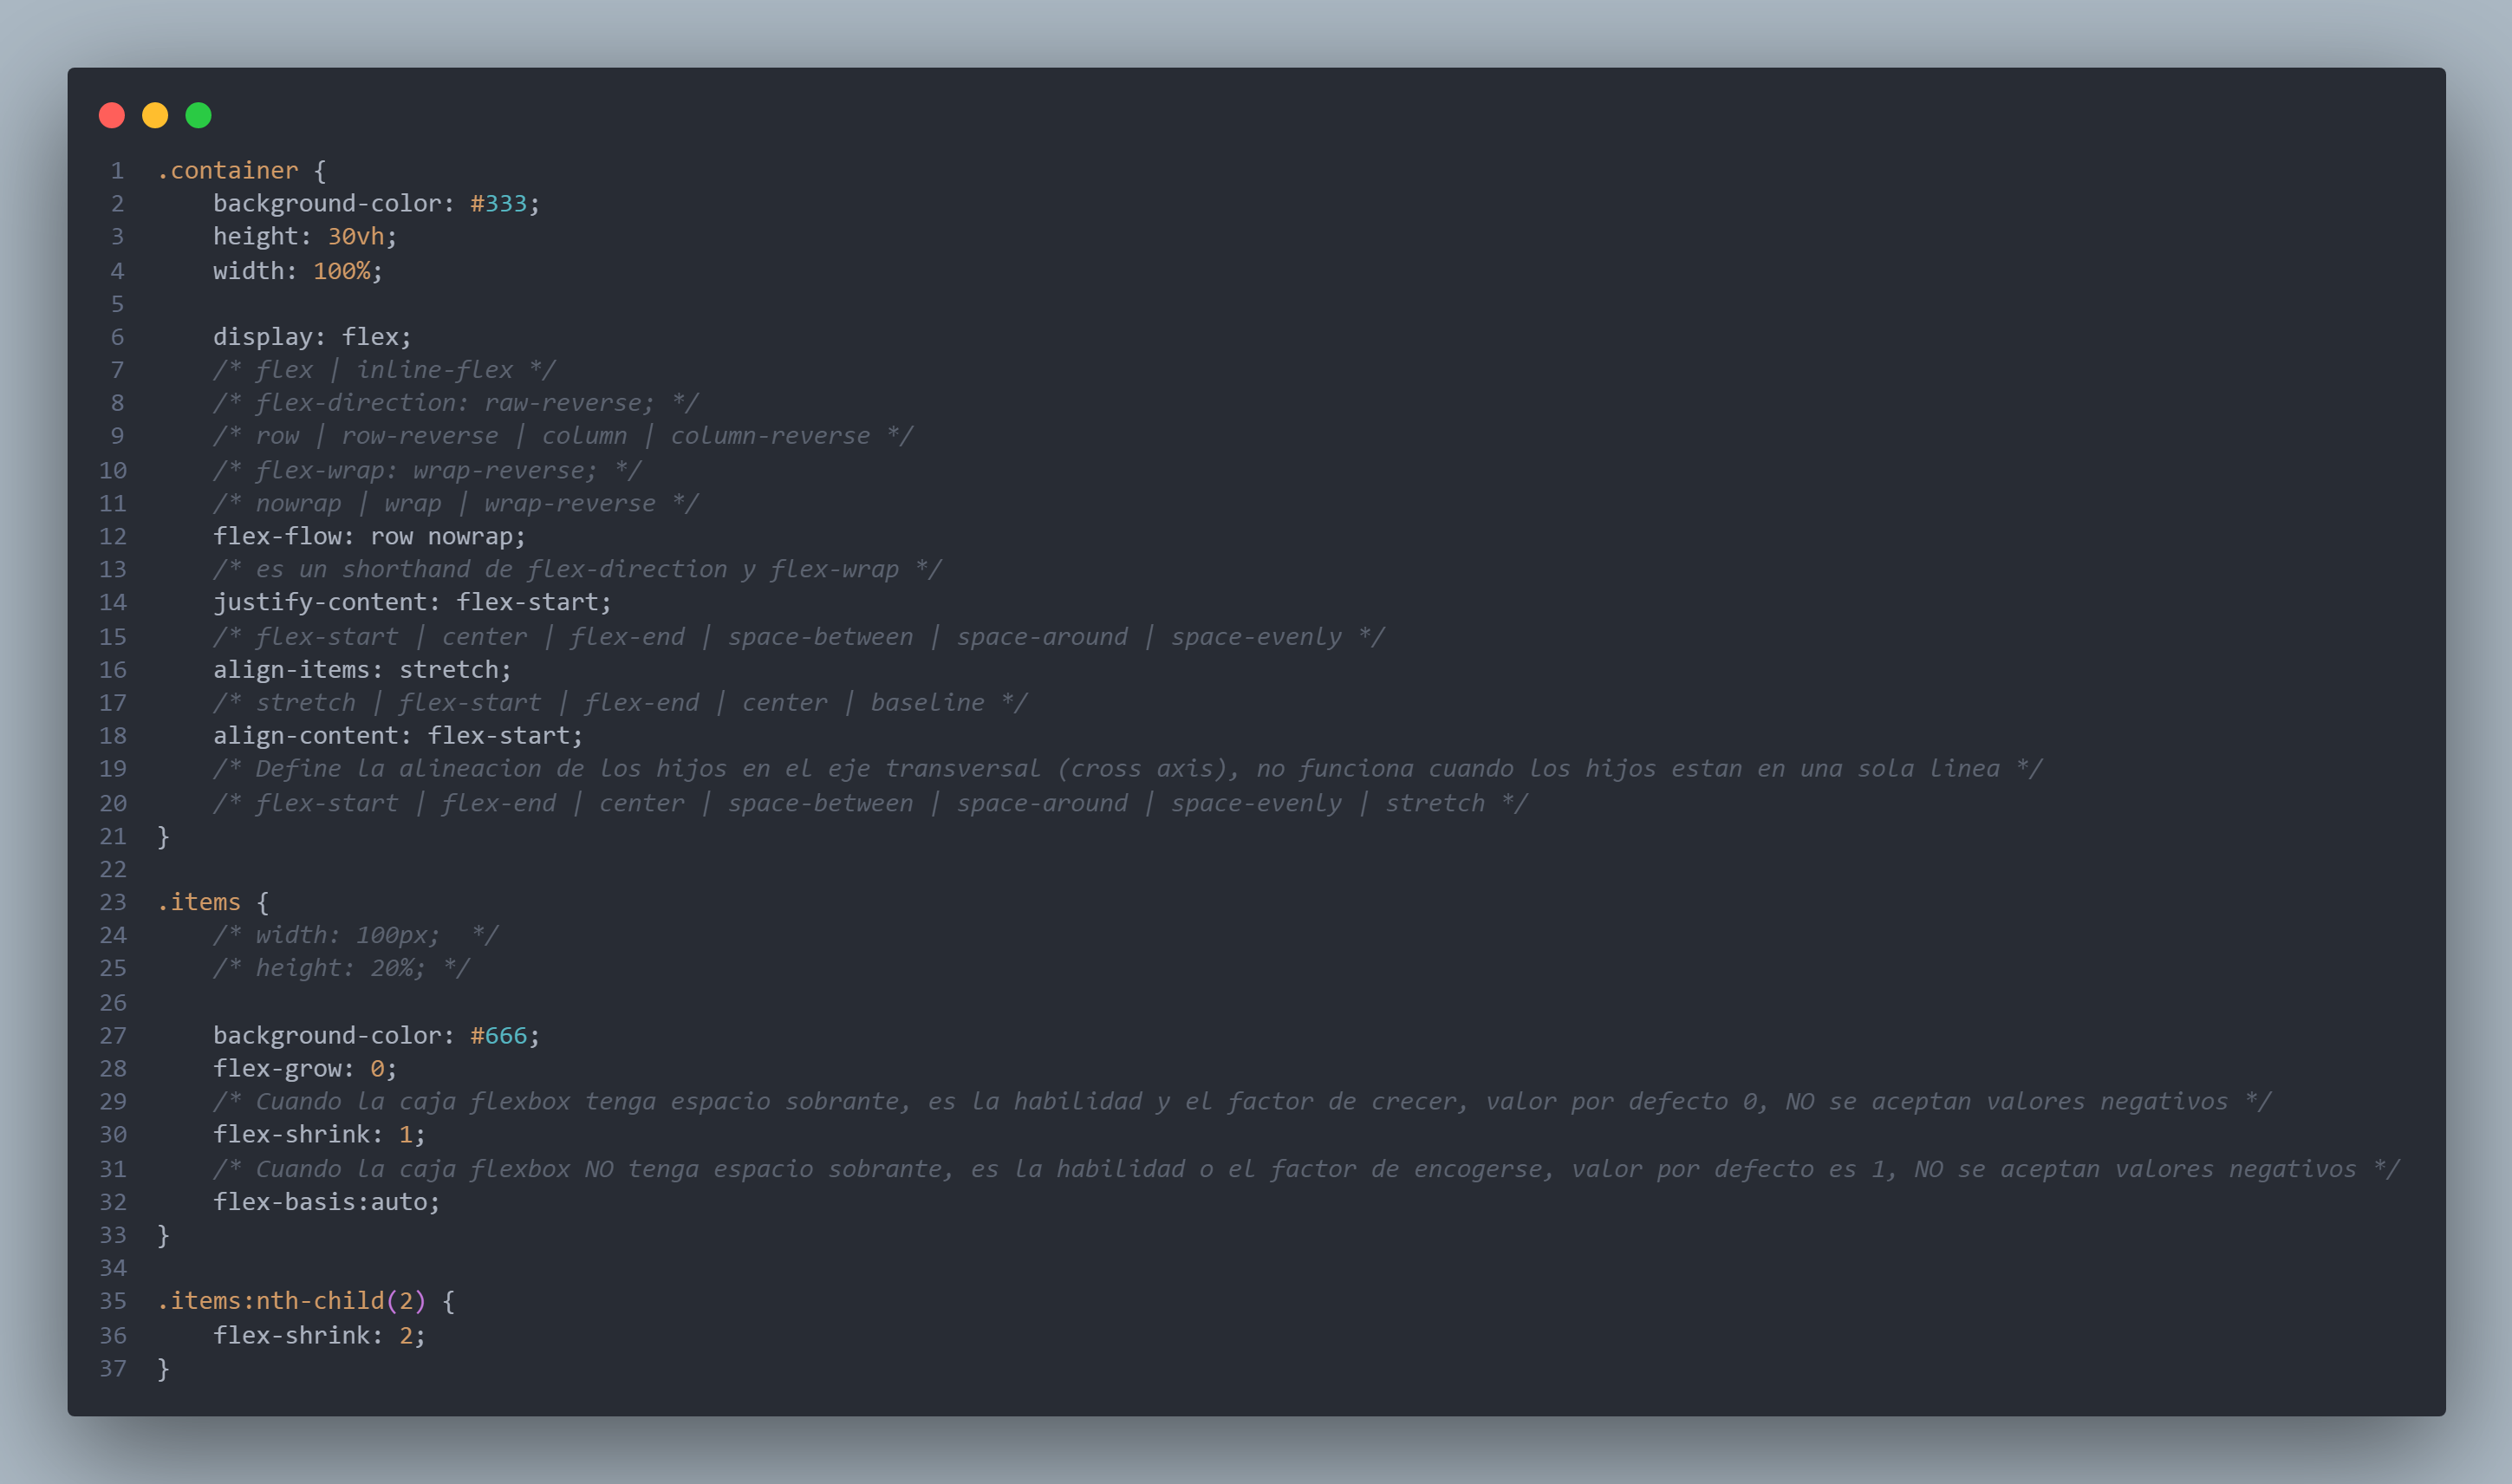 1 .container {
2     background-color: #333;
3     height: 30vh;
4     width: 100%;
5
6     display: flex;
7     /* flex | inline-flex */
8     /* flex-direction: raw-reverse; */
9     /* row | row-reverse | column | column-reverse */
10     /* flex-wrap: wrap-reverse; */
11     /* nowrap | wrap | wrap-reverse */
12     flex-flow: row nowrap;
13     /* es un shorthand de flex-direction y flex-wrap */
14     justify-content: flex-start;
15     /* flex-start | center | flex-end | space-between | space-around | space-evenly */
16     align-items: stretch;
17     /* stretch | flex-start | flex-end | center | baseline */
18     align-content: flex-start;
19     /* Define la alineacion de los hijos en el eje transversal (cross axis), no funciona cuando los hijos estan en una sola linea */
20     /* flex-start | flex-end | center | space-between | space-around | space-evenly | stretch */
21 }
22
23 .items {
24     /* width: 100px;  */
25     /* height: 20%; */
26
27     background-color: #666;
28     flex-grow: 0;
29     /* Cuando la caja flexbox tenga espacio sobrante, es la habilidad y el factor de crecer, valor por defecto 0, NO se aceptan valores negativos */
30     flex-shrink: 1;
31     /* Cuando la caja flexbox NO tenga espacio sobrante, es la habilidad o el factor de encogerse, valor por defecto es 1, NO se aceptan valores negativos */
32     flex-basis:auto;
33 }
34
35 .items:nth-child(2) {
36     flex-shrink: 2;
37 }